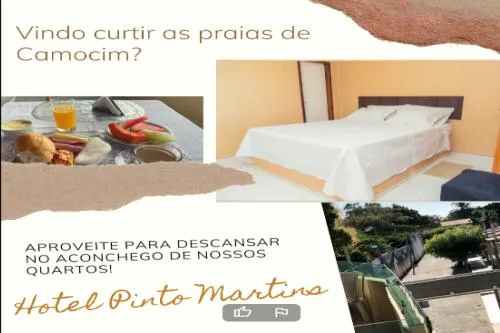 Vindo curtir as praias de
Camocim?
APROVEITE PARA DESCANSAR
NO ACONCHEGO DE NOSSOS
QUARTOS!
Hotel Pinto Martins